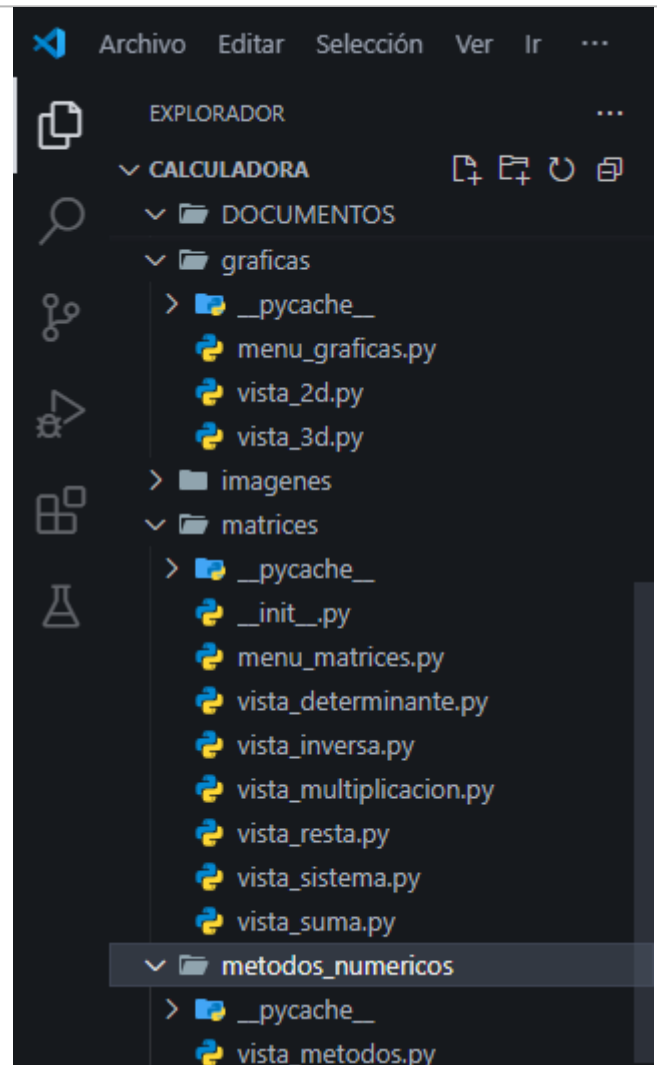 Archivo Editar Selección Ver Ir ...
EXPLORADOR ...
CALCULADORA
DOCUMENTOS
graficas
__pycache__
menu_graficas.py
vista_2d.py
vista_3d.py
imagenes
matrices
__pycache__
__init__.py
menu_matrices.py
vista_determinante.py
vista_inversa.py
vista_multiplicacion.py
vista_resta.py
vista_sistema.py
vista_suma.py
metodos_numericos
__pycache__
vista_metodos.py